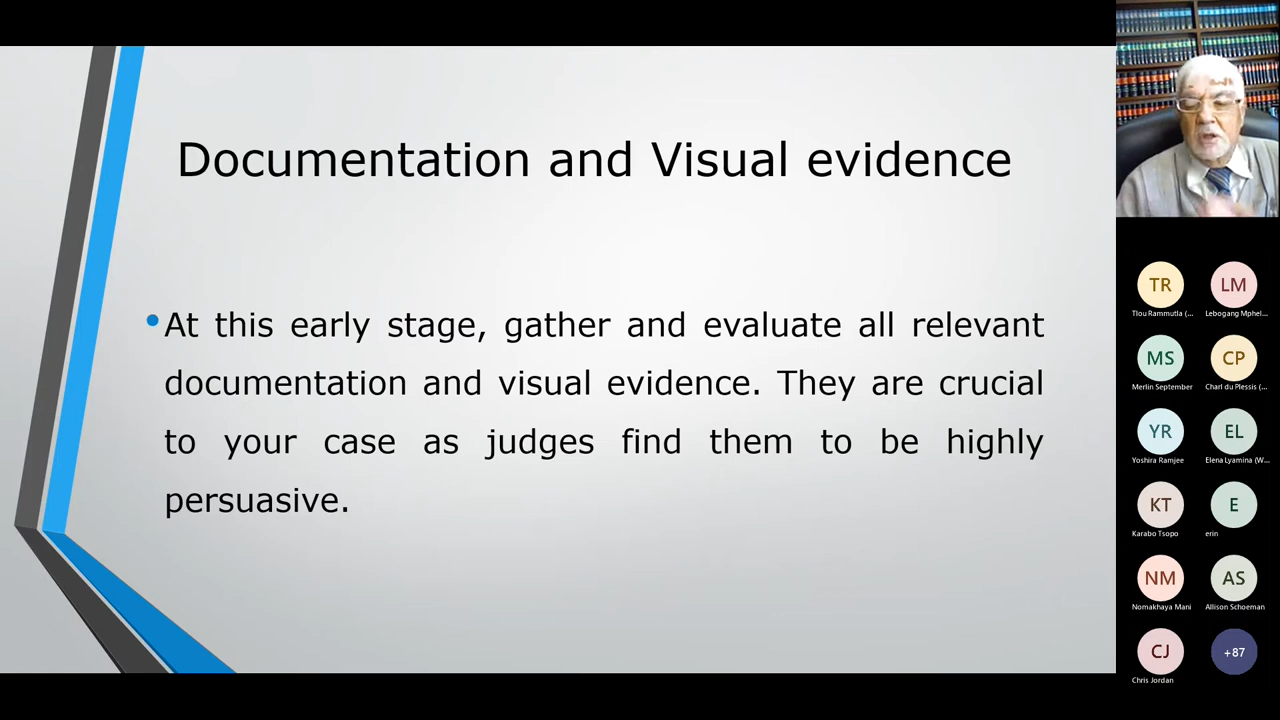 Documentation and Visual evidence
•At this early stage, gather and evaluate all relevant
documentation and visual evidence. They are crucial
to your case as judges find them to be highly
persuasive.
TR
LM
Tlou Rammutla (...
Lebogang Mphel...
MS
CP
Merlin September
Charl du Plessis (...
YR
EL
Yoshira Ramjee
Elena Lyamina (W...
KT
E
Karabo Tsopo
erin
NM
AS
Nomakhaya Mani
Allison Schoeman
CJ
+87
Chris Jordan